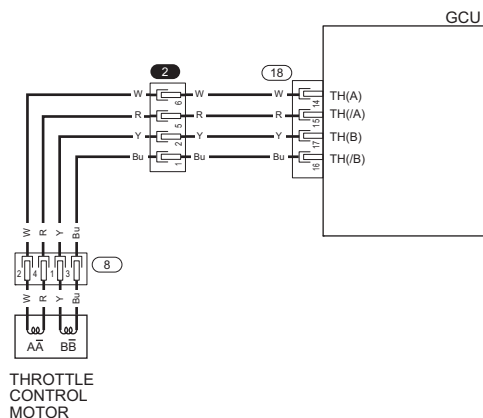 GCU
2
18
W W W TH(A)
6 14
R R R TH(/A)
5 15
Y Y Y TH(B)
2 17
Bu Bu Bu TH(/B)
1 16
W R Y Bu
2 4 1 3 8
W R Y Bu
AA̅ BB̅
THROTTLE
CONTROL
MOTOR